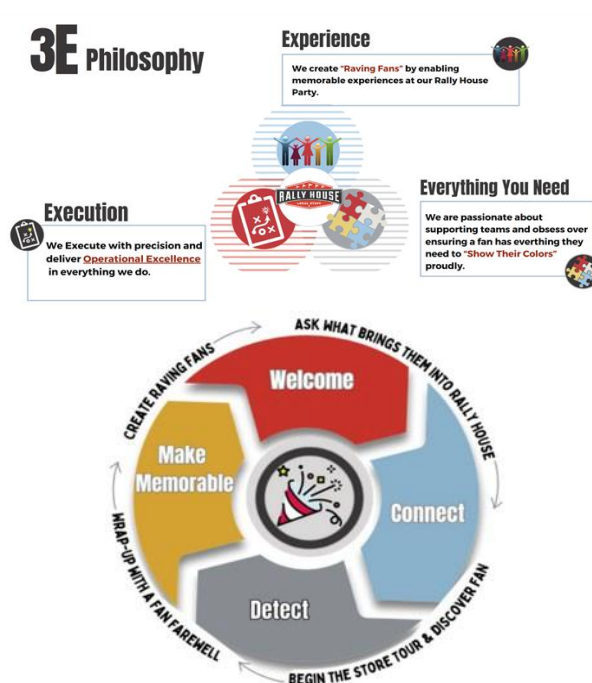 3E Philosophy
Experience
We create "Raving Fans" by enabling
memorable experiences at our Rally House
Party.
RALLY HOUSE
Everything You Need
We are passionate about
supporting teams and obsess over
ensuring a fan has everthing they
need to "Show Their Colors"
proudly.
Execution
We Execute with precision and
deliver Operational Excellence
in everything we do.
ASK WHAT BRINGS THEM INTO RALLY HOUSE
CREATE RAVING FANS
Welcome
Make
Memorable
Connect
Detect
WRAP-UP WITH A FAN FAREWELL
BEGIN THE STORE TOUR & DISCOVER FAN